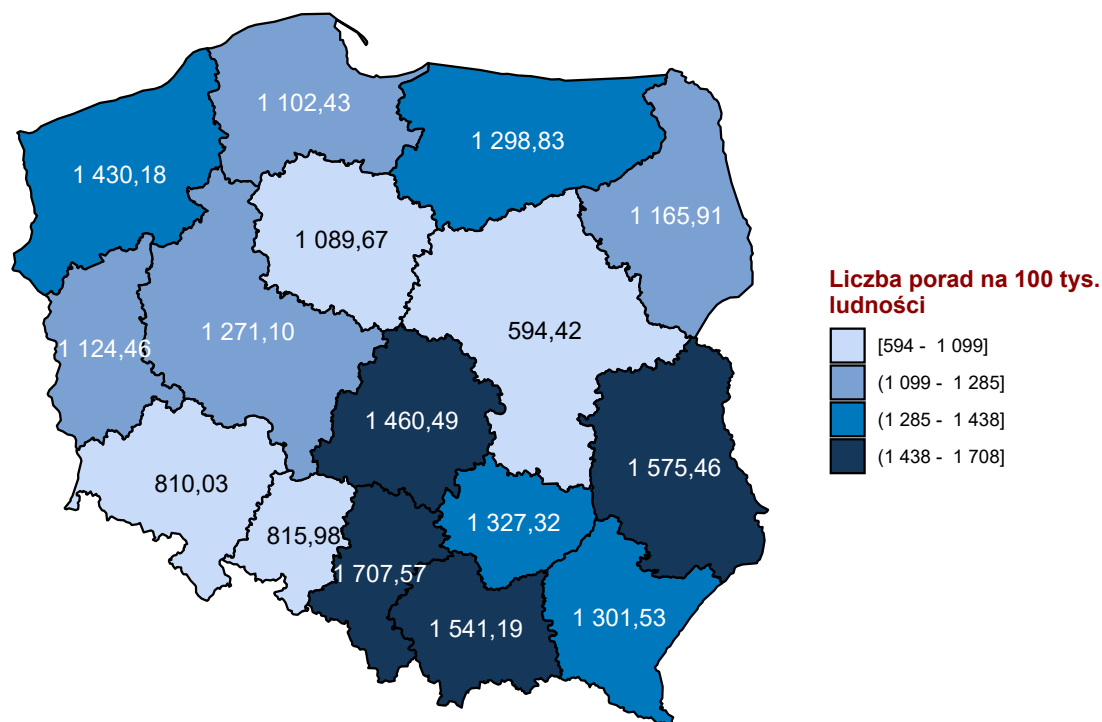 1 102,43
1 298,83
1 430,18
1 165,91
1 089,67
594,42
1 271,10
1 124,46
1 460,49
1 575,46
810,03
1 327,32
815,98
1 707,57
1 301,53
1 541,19
Liczba porad na 100 tys.
ludności
[594 - 1 099]
(1 099 - 1 285]
(1 285 - 1 438]
(1 438 - 1 708]